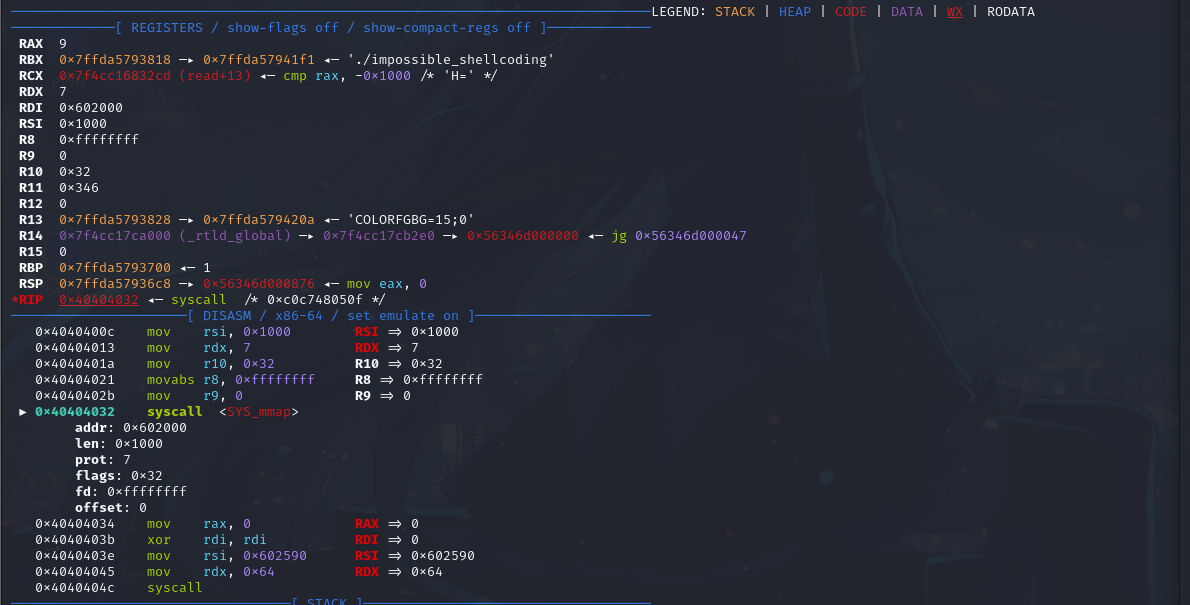 LEGEND: STACK | HEAP | CODE | DATA | WX | RODATA
[ REGISTERS / show-flags off / show-compact-regs off ]
RAX 9
RBX 0×7ffda5793818 —▸ 0×7ffda57941f1 ◂— './impossible_shellcoding'
RCX 0×7f4cc16832cd (read+13) ◂— cmp rax, -0×1000 /* 'H=' */
RDX 7
RDI 0×602000
RSI 0×1000
R8 0×ffffffff
R9 0
R10 0×32
R11 0×346
R12 0
R13 0×7ffda5793828 —▸ 0×7ffda579420a ◂— 'COLORFGBG=15;0'
R14 0×7f4cc17ca000 (_rtld_global) —▸ 0×7f4cc17cb2e0 —▸ 0×56346d000000 ◂— jg 0×56346d000047
R15 0
RBP 0×7ffda5793700 ◂— 1
RSP 0×7ffda57936c8 —▸ 0×56346d000876 ◂— mov eax, 0
*RIP 0×40404032 ◂— syscall /* 0×c0c748050f */
[ DISASM / x86-64 / set emulate on ]
0×4040400c mov rsi, 0×1000 RSI ⇒ 0×1000
0×40404013 mov rdx, 7 RDX ⇒ 7
0×4040401a mov r10, 0×32 R10 ⇒ 0×32
0×40404021 movabs r8, 0×ffffffff R8 ⇒ 0×ffffffff
0×4040402b mov r9, 0 R9 ⇒ 0
► 0×40404032 syscall <SYS_mmap>
addr: 0×602000
len: 0×1000
prot: 7
flags: 0×32
fd: 0×ffffffff
offset: 0
0×40404034 mov rax, 0 RAX ⇒ 0
0×4040403b xor rdi, rdi RDI ⇒ 0
0×4040403e mov rsi, 0×602590 RSI ⇒ 0×602590
0×40404045 mov rdx, 0×64 RDX ⇒ 0×64
0×4040404c syscall
[ STACK ]